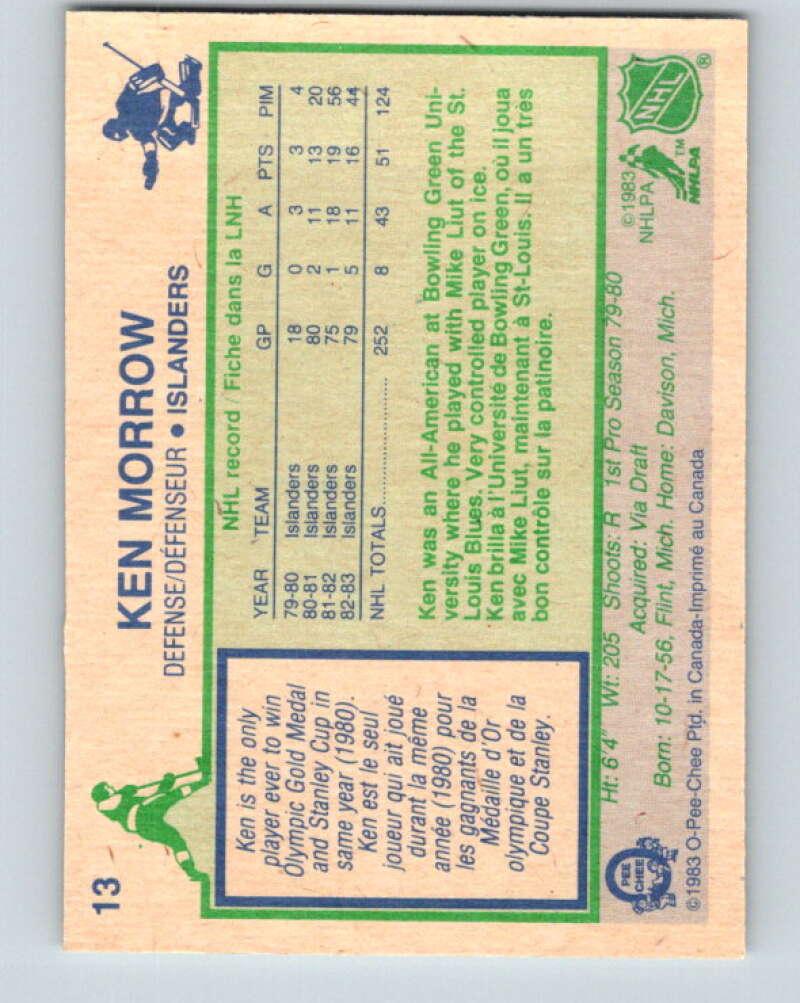 13
KEN MORROW
DEFENSE/DÉFENSEUR • ISLANDERS
Ken is the only
player ever to win
Olympic Gold Medal
and Stanley Cup in
same year (1980).
Ken est le seul
joueur qui ait joué
durant la même
année (1980) pour
les gagnants de la
Médaille d'Or
olympique et de la
Coupe Stanley.
NHL record / Fiche dans la LNH
YEAR TEAM GP G A PTS PIM
79-80 Islanders 18 0 3 3 4
80-81 Islanders 80 2 11 13 20
81-82 Islanders 75 1 18 19 56
82-83 Islanders 79 5 11 16 44
NHL TOTALS 252 8 43 51 124
Ken was an All-American at Bowling Green Uni-
versity where he played with Mike Liut of the St.
Louis Blues. Very controlled player on ice.
Ken brilla à l'Université de Bowling Green, où il joua
avec Mike Liut, maintenant à St-Louis. Il a un très
bon contrôle sur la patinoire.
Ht: 6'4" Wt: 205 Shoots: R 1st Pro Season 79-80
Acquired: Via Draft
Born: 10-17-56, Flint, Mich. Home: Davison, Mich.
O PEE CHEE
©1983 O-Pee-Chee Ptd. in Canada-Imprimé au Canada
©1983
NHLPA
NHLPA
TM
NHL
®